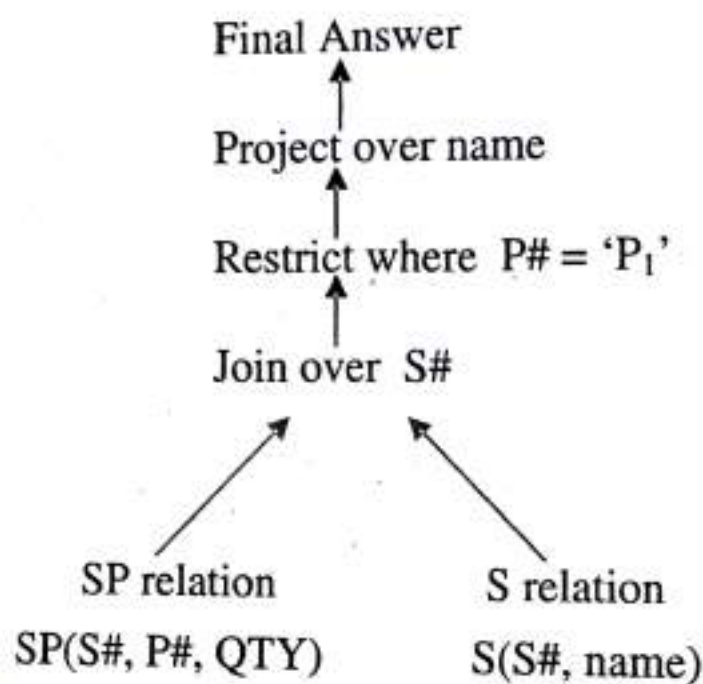 Final Answer
Project over name
Restrict where P# = ‘P₁’
Join over S#
SP relation
S relation
SP(S#, P#, QTY)
S(S#, name)